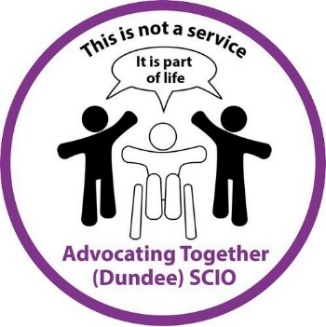 This is not a service
It is part
of life
Advocating Together
(Dundee) SCIO